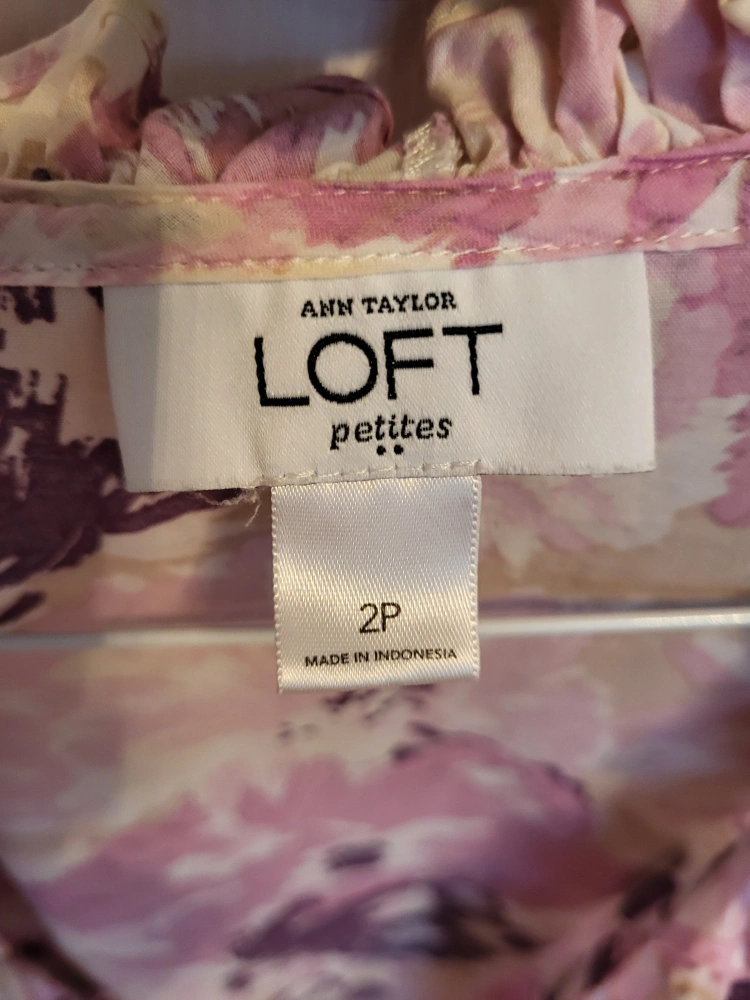 ANN TAYLOR
LOFT
petites
2P
MADE IN INDONESIA